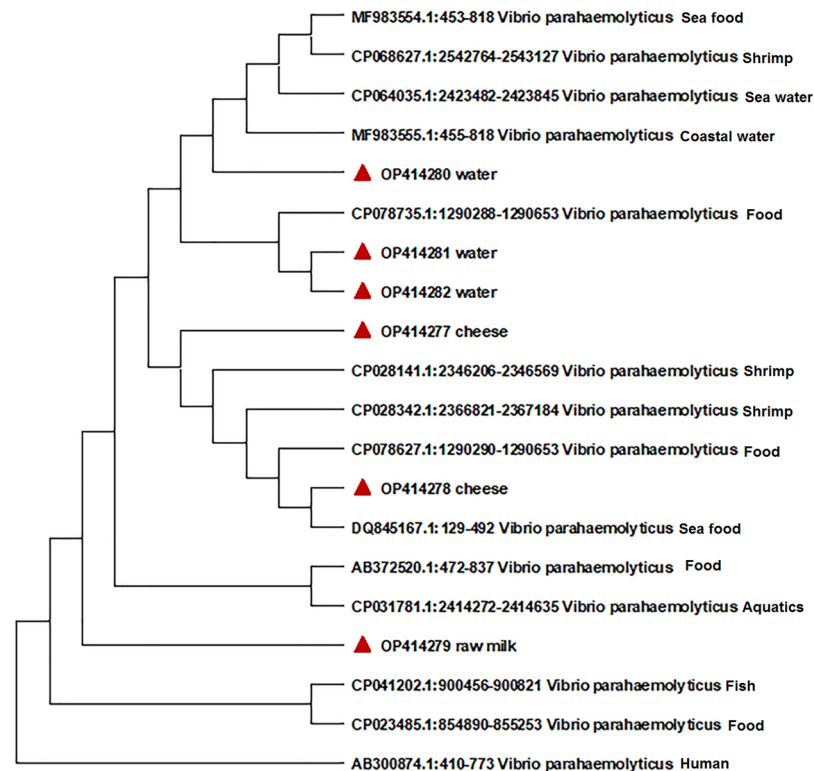 MF983554.1:453-818 Vibrio parahaemolyticus Sea food
CP068627.1:2542764-2543127 Vibrio parahaemolyticus Shrimp
CP064035.1:2423482-2423845 Vibrio parahaemolyticus Sea water
MF983555.1:455-818 Vibrio parahaemolyticus Coastal water
OP414280 water
CP078735.1:1290288-1290653 Vibrio parahaemolyticus Food
OP414281 water
OP414282 water
OP414277 cheese
CP028141.1:2346206-2346569 Vibrio parahaemolyticus Shrimp
CP028342.1:2366821-2367184 Vibrio parahaemolyticus Shrimp
CP078627.1:1290290-1290653 Vibrio parahaemolyticus Food
OP414278 cheese
DQ845167.1:129-492 Vibrio parahaemolyticus Sea food
AB372520.1:472-837 Vibrio parahaemolyticus Food
CP031781.1:2414272-2414635 Vibrio parahaemolyticus Aquatics
OP414279 raw milk
CP041202.1:900456-900821 Vibrio parahaemolyticus Fish
CP023485.1:854890-855253 Vibrio parahaemolyticus Food
AB300874.1:410-773 Vibrio parahaemolyticus Human